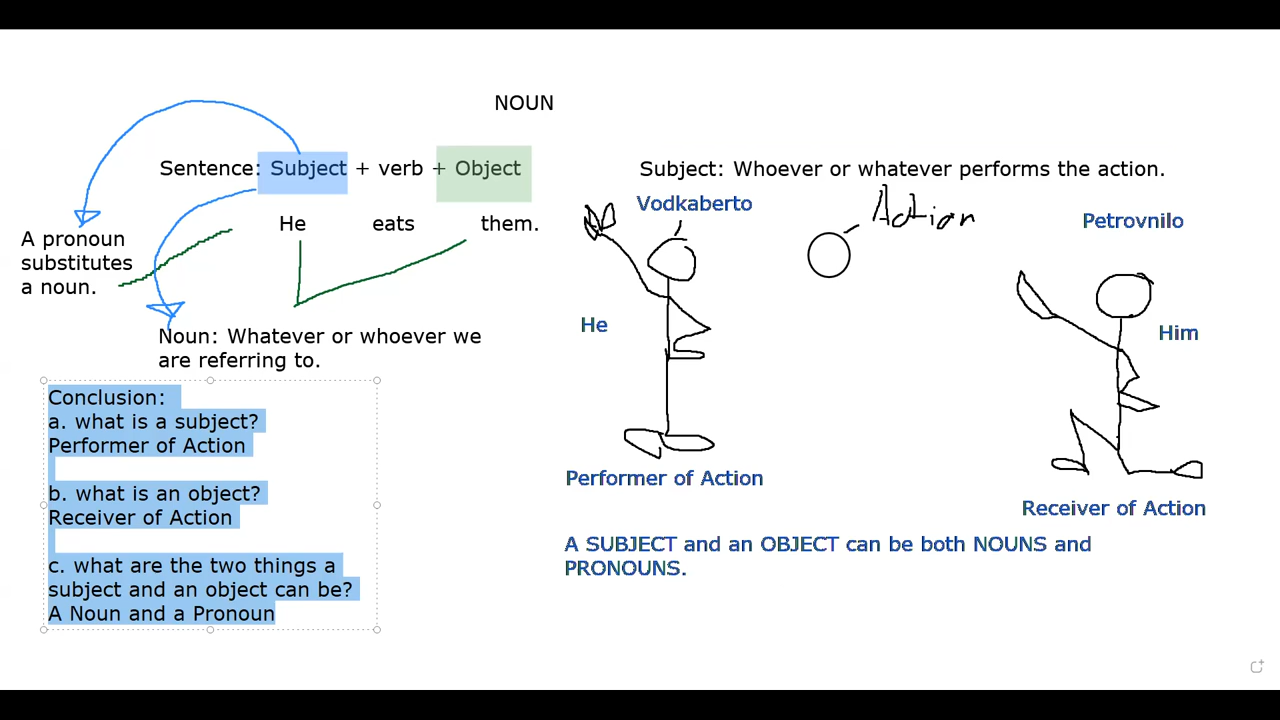 NOUN
Sentence: Subject + verb + Object
He eats them.
A pronoun
substitutes
a noun.
Noun: Whatever or whoever we
are referring to.
Conclusion:
a. what is a subject?
Performer of Action
b. what is an object?
Receiver of Action
c. what are the two things a
subject and an object can be?
A Noun and a Pronoun
Subject: Whoever or whatever performs the action.
Vodkaberto
Action
Petrovnilo
He
Him
Performer of Action
Receiver of Action
A SUBJECT and an OBJECT can be both NOUNS and
PRONOUNS.